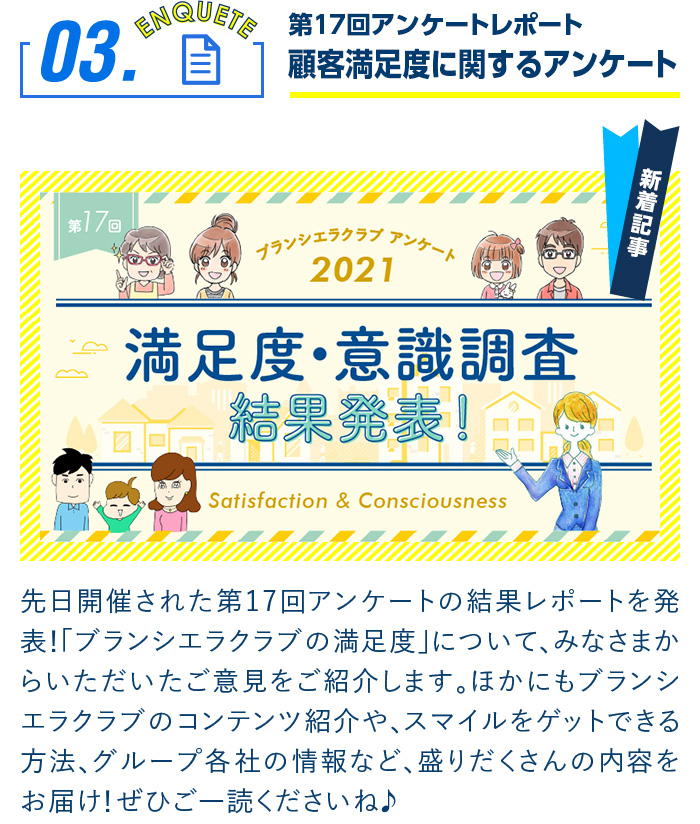 03.
ENQUETE
第17回アンケートレポート
顧客満足度に関するアンケート
新着記事
第17回
ブランシエラクラブ アンケート
2021
満足度・意識調査
結果発表!
Satisfaction & Consciousness
先日開催された第17回アンケートの結果レポートを発
表!「ブランシエラクラブの満足度」について、みなさまか
らいただいたご意見をご紹介します。ほかにもブランシ
エラクラブのコンテンツ紹介や、スマイルをゲットできる
方法、グループ各社の情報など、盛りだくさんの内容を
お届け!ぜひご一読くださいね♪